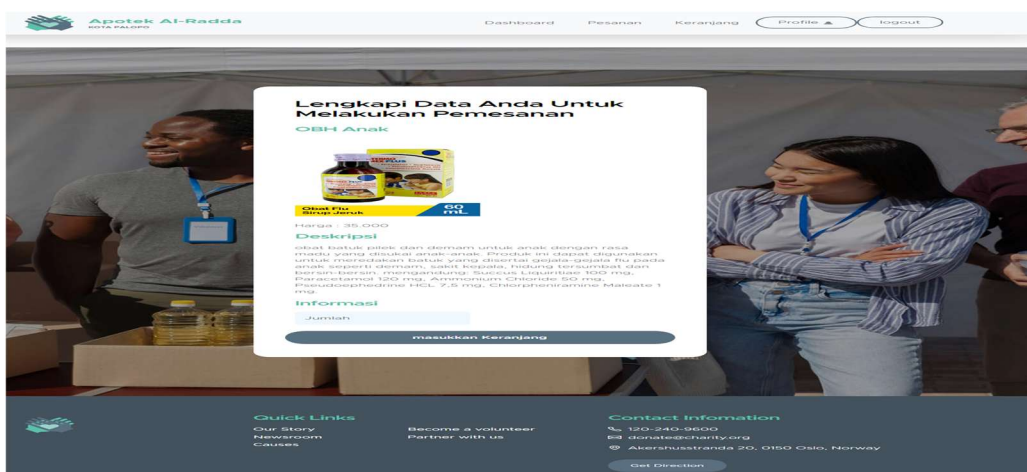 Apotek Al-Radda
KOTA PALOPO
Dashboard
Pesanan
Keranjang
Profile
logout
Lengkapi Data Anda Untuk
Melakukan Pemesanan
OBH Anak
Obat Flu
Sirup Jeruk
60
mL
Harga : 35,000
Deskripsi
obat batuk pilek dan demam untuk anak dengan rasa
madu yang disukai anak-anak. Produk ini dapat digunakan
untuk meredakan batuk yang disertai gejala-gejala flu pada
anak seperti demam, sakit kepala, hidung tersumbat dan
bersin-bersin. mengandung: Succus Liquiritiae 100 mg,
Paracetamol 120 mg, Ammonium Chloride 50 mg,
Pseudoephedrine HCL 7,5 mg, Chlorpheniramine Maleate 1
mg.
Informasi
Jumlah
masukkan Keranjang
Quick Links
Our Story
Newsroom
Causes
Become a volunteer
Partner with us
Contact Infomation
120-240-9600
donate@charity.org
Akershusstranda 20, 0150 Oslo, Norway
Get Direction